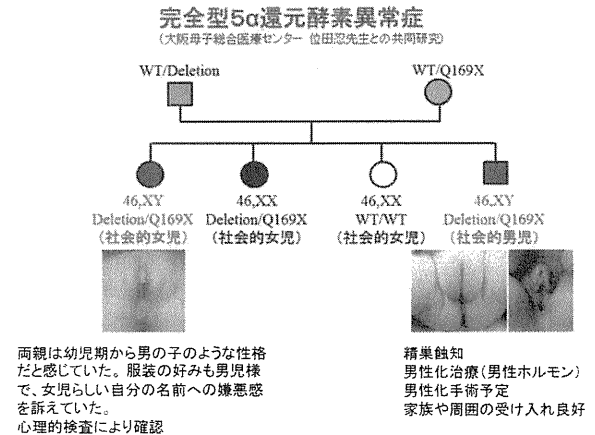 完全型5α還元酵素異常症
(大阪母子総合医療センター 位田忍先生との共同研究)
WT/Deletion
WT/Q169X
46,XY
Deletion/Q169X
(社会的女児)
46,XX
Deletion/Q169X
(社会的女児)
46,XX
WT/WT
(社会的女児)
46,XY
Deletion/Q169X
(社会的男児)
両親は幼児期から男の子のような性格
だと感じていた。服装の好みも男児様
で、女児らしい自分の名前への嫌悪感
を訴えていた。
心理的検査により確認
精巣蝕知
男性化治療(男性ホルモン)
男性化手術予定
家族や周囲の受け入れ良好